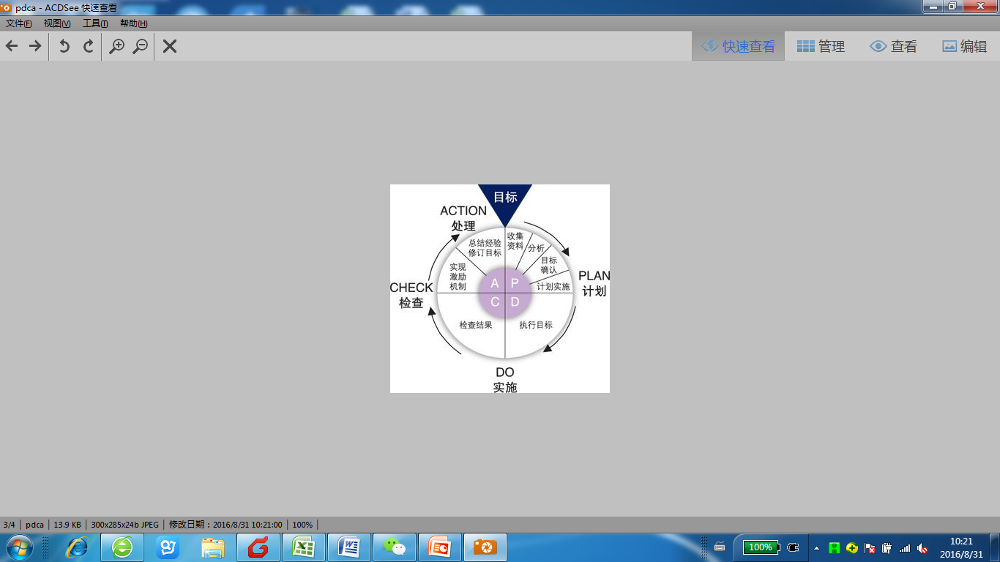 pdca - ACDSee 快速查看
文件(F) 视图(V) 工具(T) 帮助(H)
快速查看 管理 查看 编辑
目标
ACTION
处理
总结经验
修订目标
收集
资料
分析
目标
确认
计划实施
实现
激励
机制
A P
C D
PLAN
计划
CHECK
检查
检查结果
执行目标
DO
实施
3/4 | pdca | 13.9 KB | 300x285x24b JPEG | 修改日期：2016/8/31 10:21:00 | 100% |
100%
10:21
2016/8/31